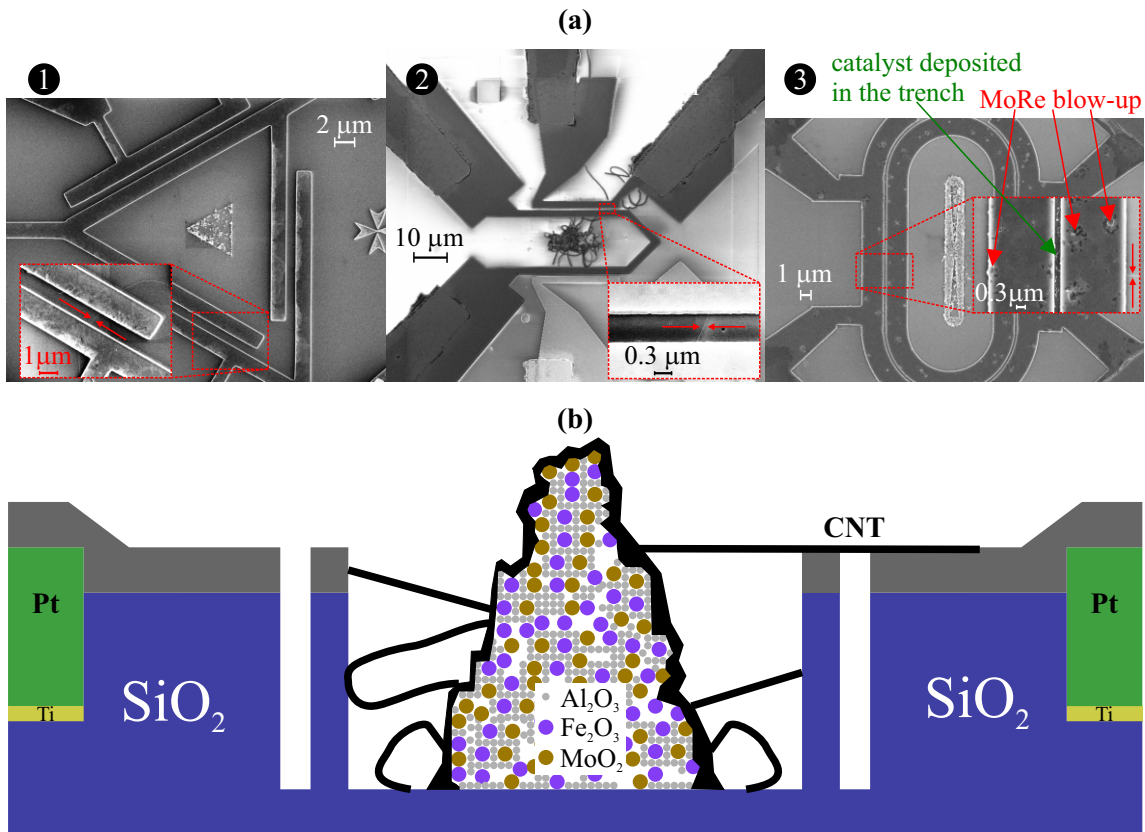 (a)
1
2
3
catalyst deposited
in the trench
MoRe blow-up
2 μm
10 μm
1 μm
1μm
0.3 μm
0.3μm
(b)
CNT
Pt
Pt
SiO₂
SiO₂
Ti
Ti
Al₂O₃
Fe₂O₃
MoO₂